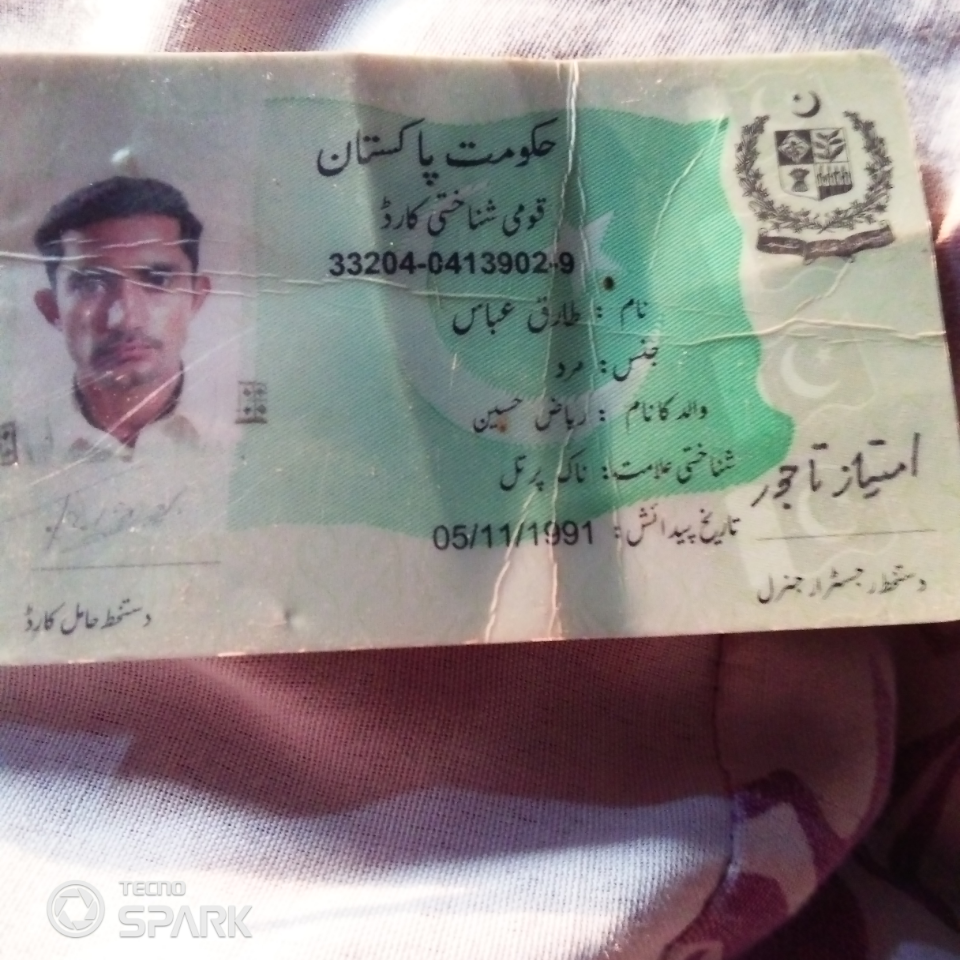 حکومت پاکستان
قومی شناختی کارڈ
33204-0413902-9
نام : طارق عباس
جنس: مرد
والد کا نام : ریاض حسین
شناختی علامت: ناک پر تل
تاریخ پیدائش: 05/11/1991
امتیاز تاجور
دستخط رجسٹرار جنرل
دستخط حامل کارڈ
TECNO
SPARK